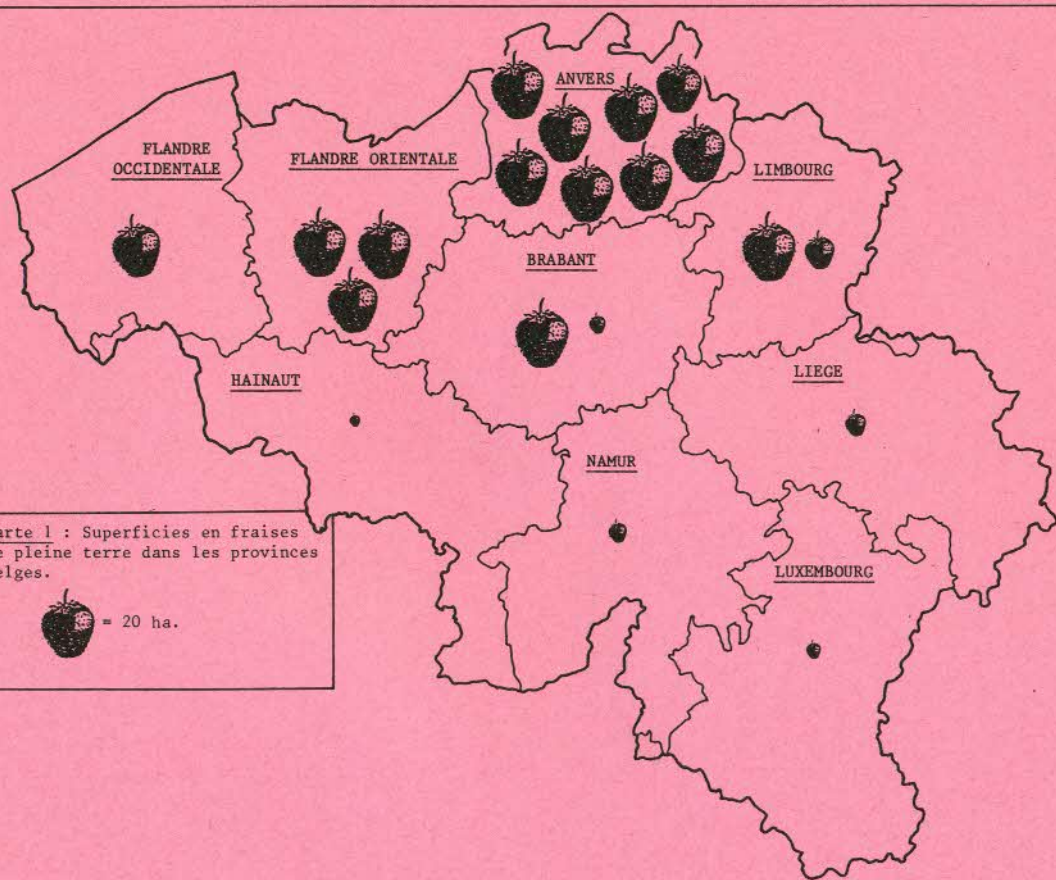 ANVERS
FLANDRE
OCCIDENTALE
FLANDRE ORIENTALE
LIMBOURG
BRABANT
HAINAUT
LIEGE
NAMUR
LUXEMBOURG
arte 1 : Superficies en fraises
e pleine terre dans les provinces
elges.
= 20 ha.